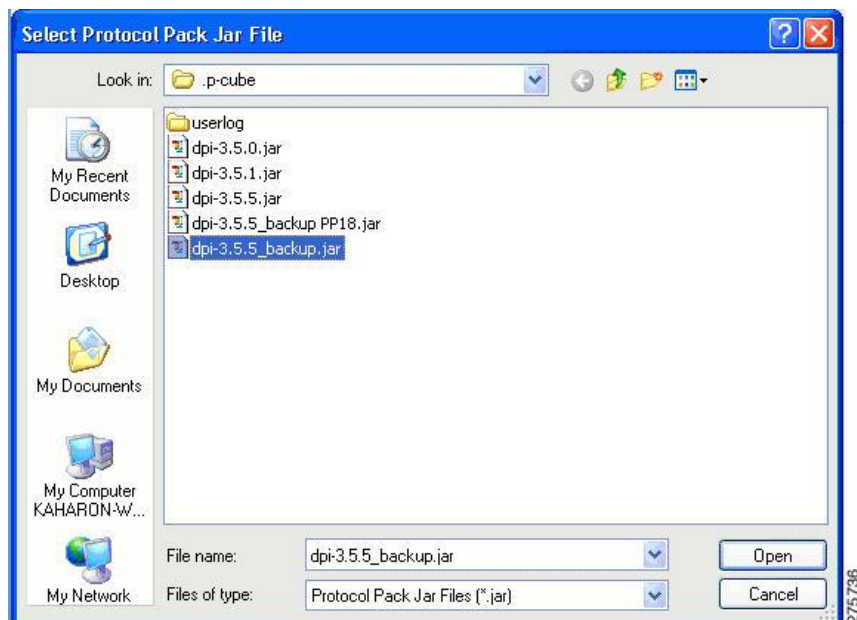 Select Protocol Pack Jar File
Look in:
.p-cube
My Recent
Documents
Desktop
My Documents
My Computer
KAHARON-W...
My Network
userlog
dpi-3.5.0.jar
dpi-3.5.1.jar
dpi-3.5.5.jar
dpi-3.5.5_backup PP18.jar
dpi-3.5.5_backup.jar
File name:
dpi-3.5.5_backup.jar
Open
Files of type:
Protocol Pack Jar Files (*.jar)
Cancel
275736